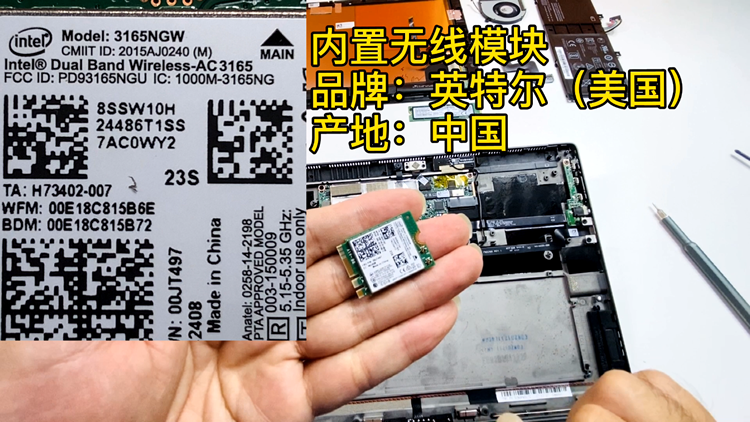 intel
Model: 3165NGW
CMIIT ID: 2015AJ0240 (M)
Intel® Dual Band Wireless-AC3165
FCC ID: PD93165NGU IC: 1000M-3165NG
MAIN
8SSW10H
24486T1SS
7AC0WY2
23S
TA: H73402-007
WFM: 00E18C815B6E
BDM: 00E18C815B72
/N: 00JT497
2408
Made in China
Anatel: 0258-14-2198
PTA APPROVED MODEL
R 003-150009
5.15-5.35 GHz;
Indoor use only
内置无线模块
品牌：英特尔（美国）
产地：中国